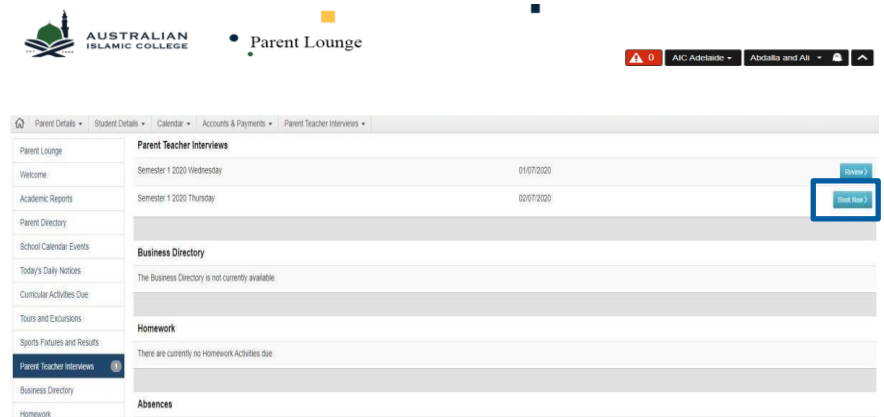 AUSTRALIAN
ISLAMIC COLLEGE
Parent Lounge
0 AIC Adelaide Abdalla and Ali
Parent Details Student Details Calendar Accounts & Payments Parent Teacher Interviews
Parent Lounge
Welcome
Academic Reports
Parent Directory
School Calendar Events
Today's Daily Notices
Curricular Activities Due
Tours and Excursions
Sports Fixtures and Results
Parent Teacher Interviews 1
Business Directory
Homework
Parent Teacher Interviews
Semester 1 2020 Wednesday 01/07/2020 Review
Semester 1 2020 Thursday 02/07/2020 Book Now
Business Directory
The Business Directory is not currently available.
Homework
There are currently no Homework Activities due
Absences